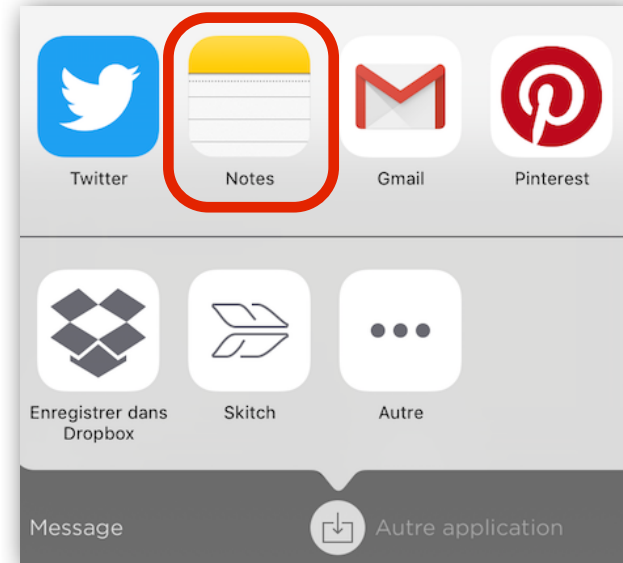 Twitter
Notes
Gmail
Pinterest
Enregistrer dans
Dropbox
Skitch
Autre
Message
Autre application